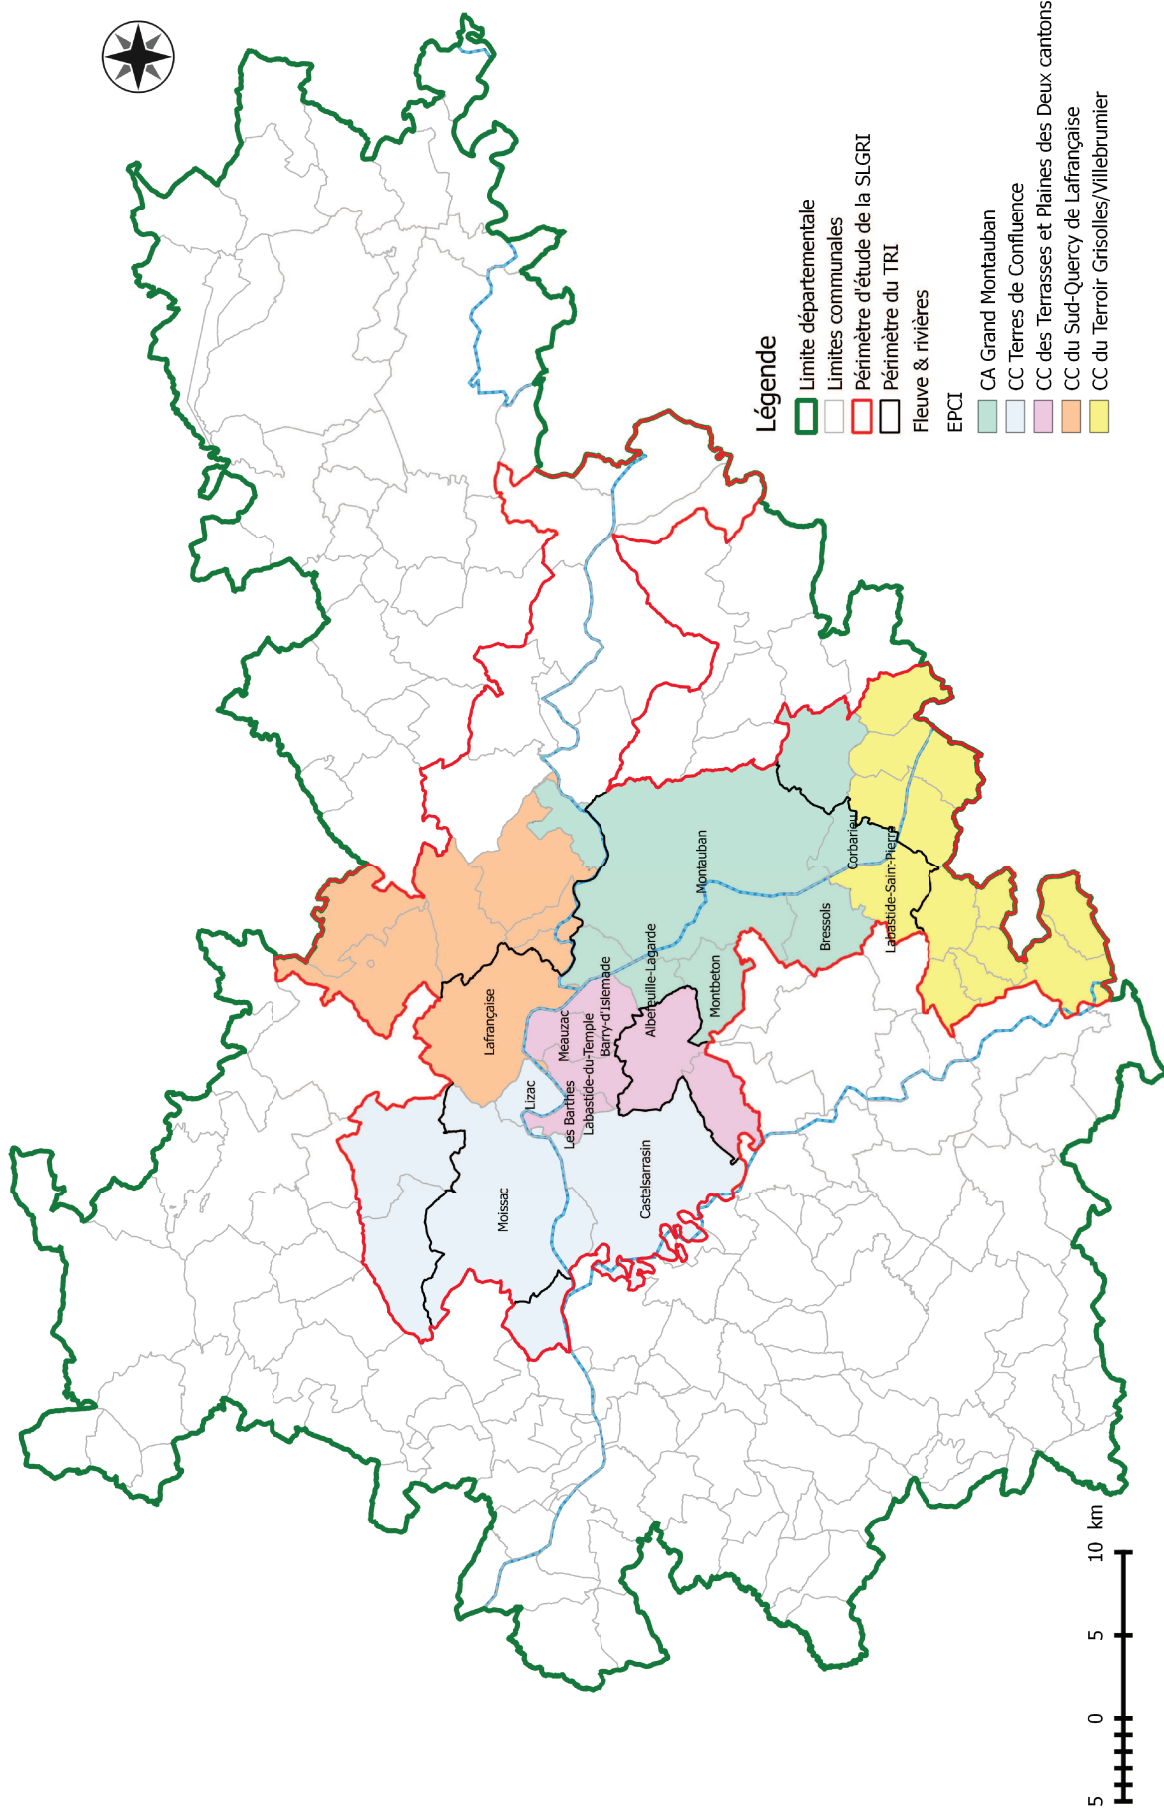 Légende
Limite départementale
Limites communales
Périmètre d'étude de la SLGRI
Périmètre du TRI
Fleuve & rivières
EPCI
CA Grand Montauban
CC Terres de Confluence
CC des Terrasses et Plaines des Deux cantons
CC du Sud-Quercy de Lafrançaise
CC du Terroir Grisolles/Villebrumier
Lafrançaise
Lizac
Moissac
Meauzac
Les Barthes
Labastide-du-Temple
Barry-d'Islemade
Castelsarrasin
Albefeuille-Lagarde
Montauban
Montbeton
Bressols
Corbarieu
Labastide-Saint-Pierre
5 0 5 10 km